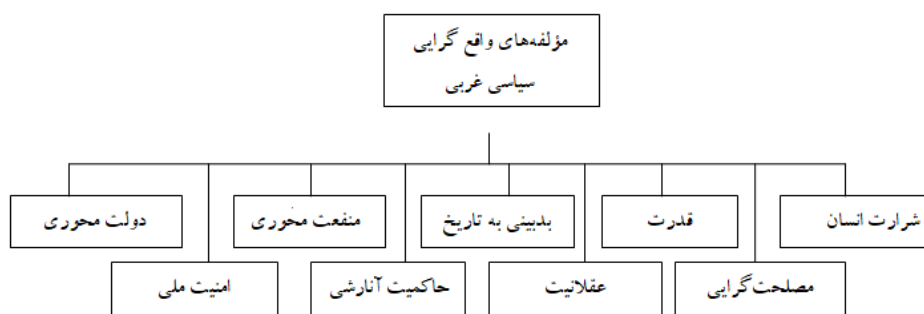 مؤلفه‌های واقع گرایی
سیاسی غربی
شرارت انسان
قدرت
بدبینی به تاریخ
منفعت محوری
دولت محوری
مصلحت‌گرایی
عقلانیت
حاکمیت آنارشی
امنیت ملی